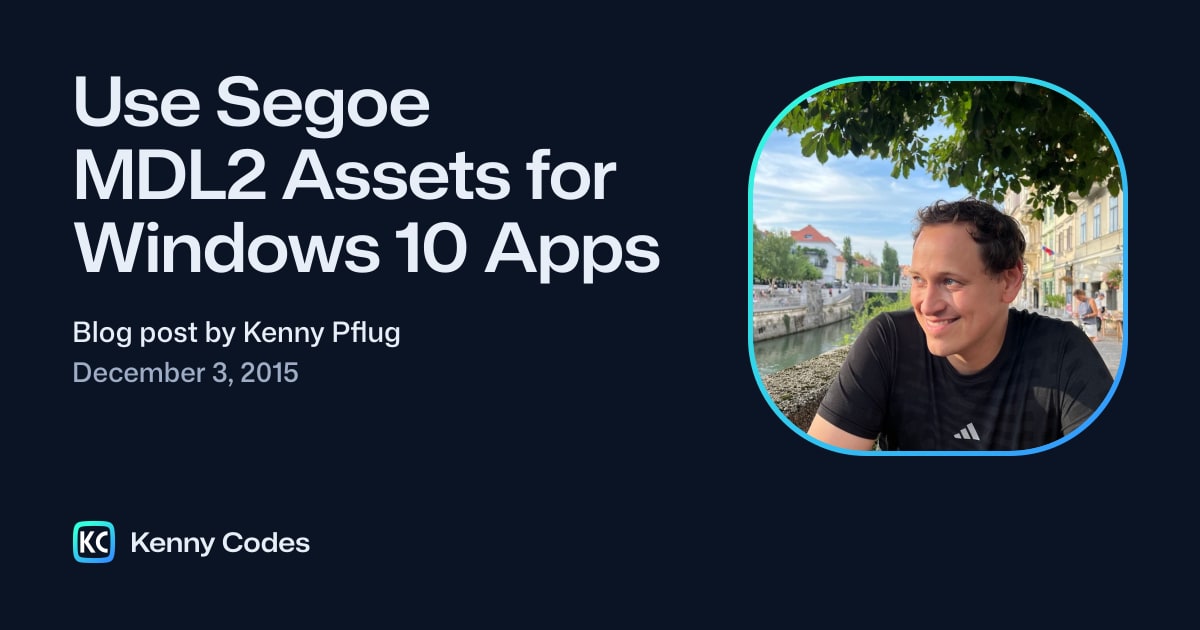 Use Segoe
MDL2 Assets for
Windows 10 Apps
Blog post by Kenny Pflug
December 3, 2015
KC
Kenny Codes